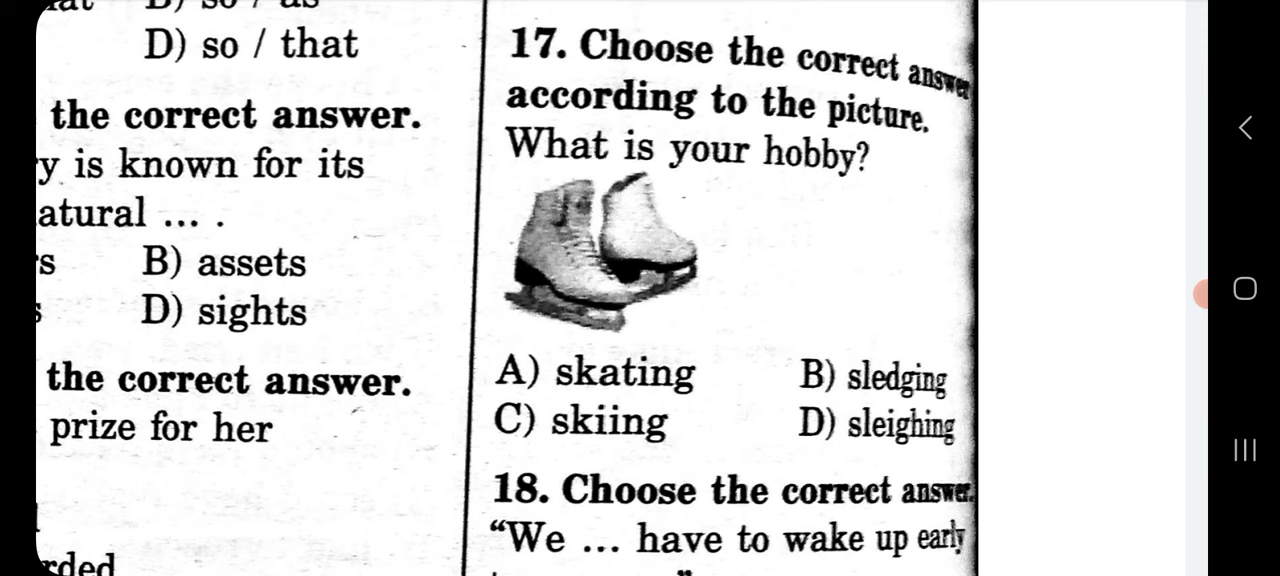 D) so / that
the correct answer.
y is known for its
atural ... .
s B) assets
s D) sights
the correct answer.
prize for her
rded
17. Choose the correct answer
according to the picture.
What is your hobby?
A) skating B) sledging
C) skiing D) sleighing
18. Choose the correct answer.
“We ... have to wake up early